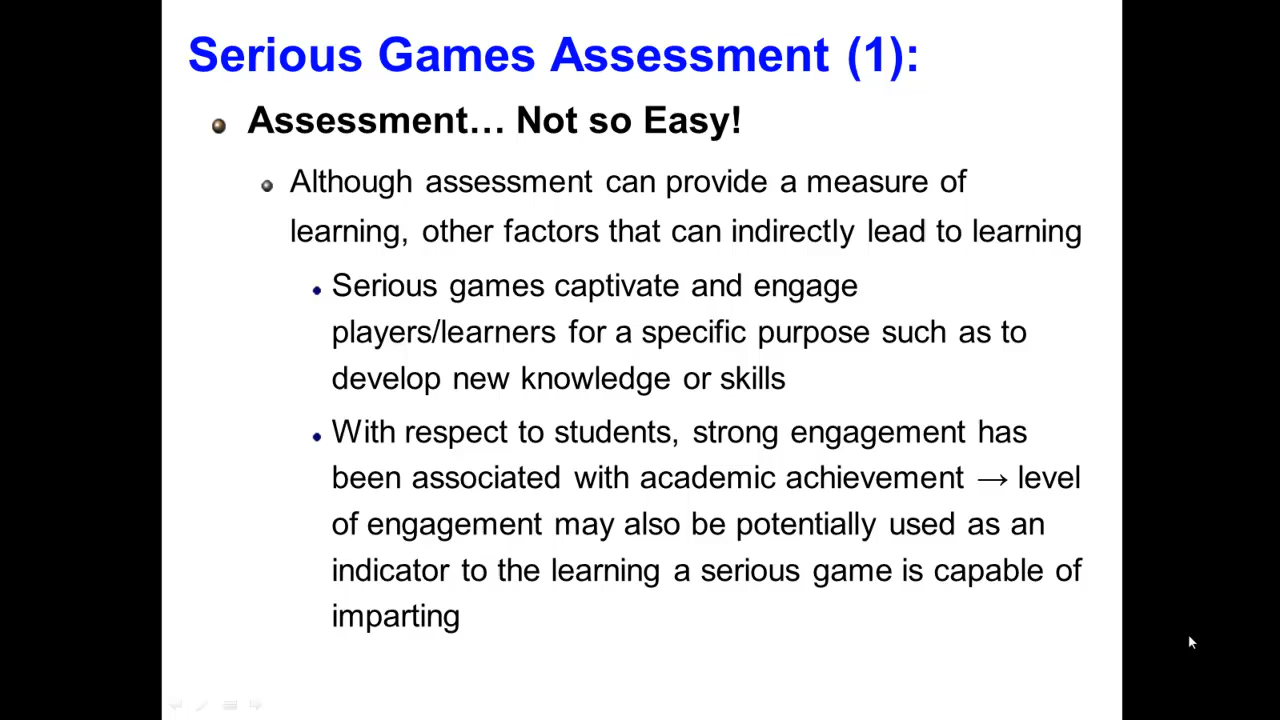 Serious Games Assessment (1):
Assessment… Not so Easy!
Although assessment can provide a measure of
learning, other factors that can indirectly lead to learning
Serious games captivate and engage
players/learners for a specific purpose such as to
develop new knowledge or skills
With respect to students, strong engagement has
been associated with academic achievement → level
of engagement may also be potentially used as an
indicator to the learning a serious game is capable of
imparting